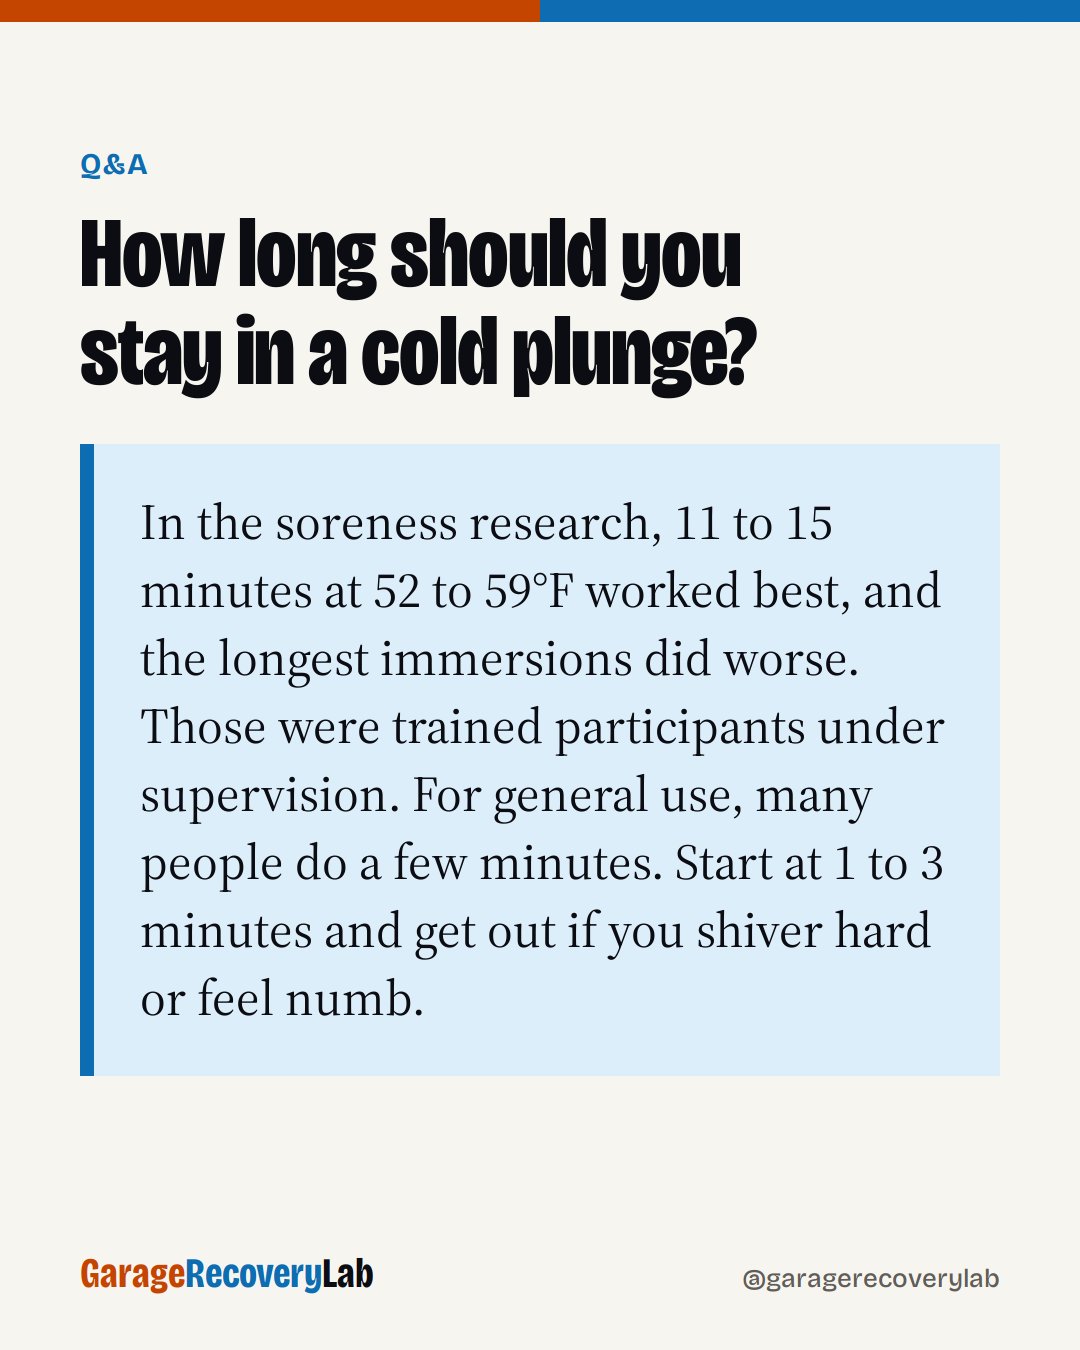 Q&A
How long should you
stay in a cold plunge?
In the soreness research, 11 to 15
minutes at 52 to 59°F worked best, and
the longest immersions did worse.
Those were trained participants under
supervision. For general use, many
people do a few minutes. Start at 1 to 3
minutes and get out if you shiver hard
or feel numb.
GarageRecoveryLab
@garagerecoverylab